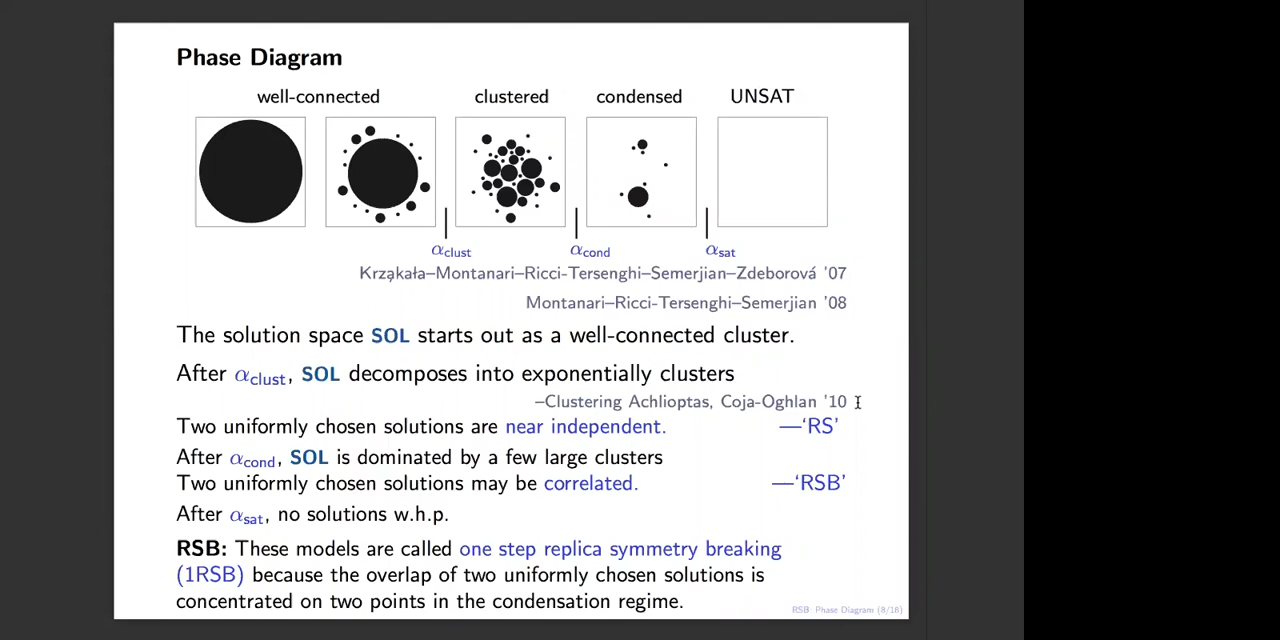 Phase Diagram
well-connected clustered condensed UNSAT
αclust αcond αsat
Krząkała–Montanari–Ricci-Tersenghi–Semerjian–Zdeborová '07
Montanari–Ricci-Tersenghi–Semerjian '08
The solution space SOL starts out as a well-connected cluster.
After αclust, SOL decomposes into exponentially clusters
–Clustering Achlioptas, Coja-Oghlan '10
Two uniformly chosen solutions are near independent. —‘RS’
After αcond, SOL is dominated by a few large clusters
Two uniformly chosen solutions may be correlated. —‘RSB’
After αsat, no solutions w.h.p.
RSB: These models are called one step replica symmetry breaking
(1RSB) because the overlap of two uniformly chosen solutions is
concentrated on two points in the condensation regime.
RSB: Phase Diagram (8/18)